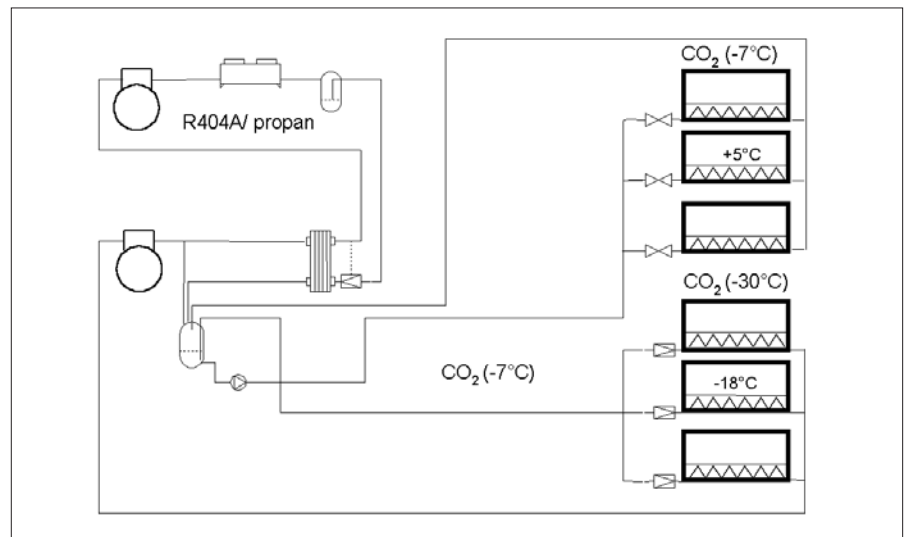 CO₂ (-7°C)
R404A/ propan
+5°C
CO₂ (-30°C)
CO₂ (-7°C)
-18°C